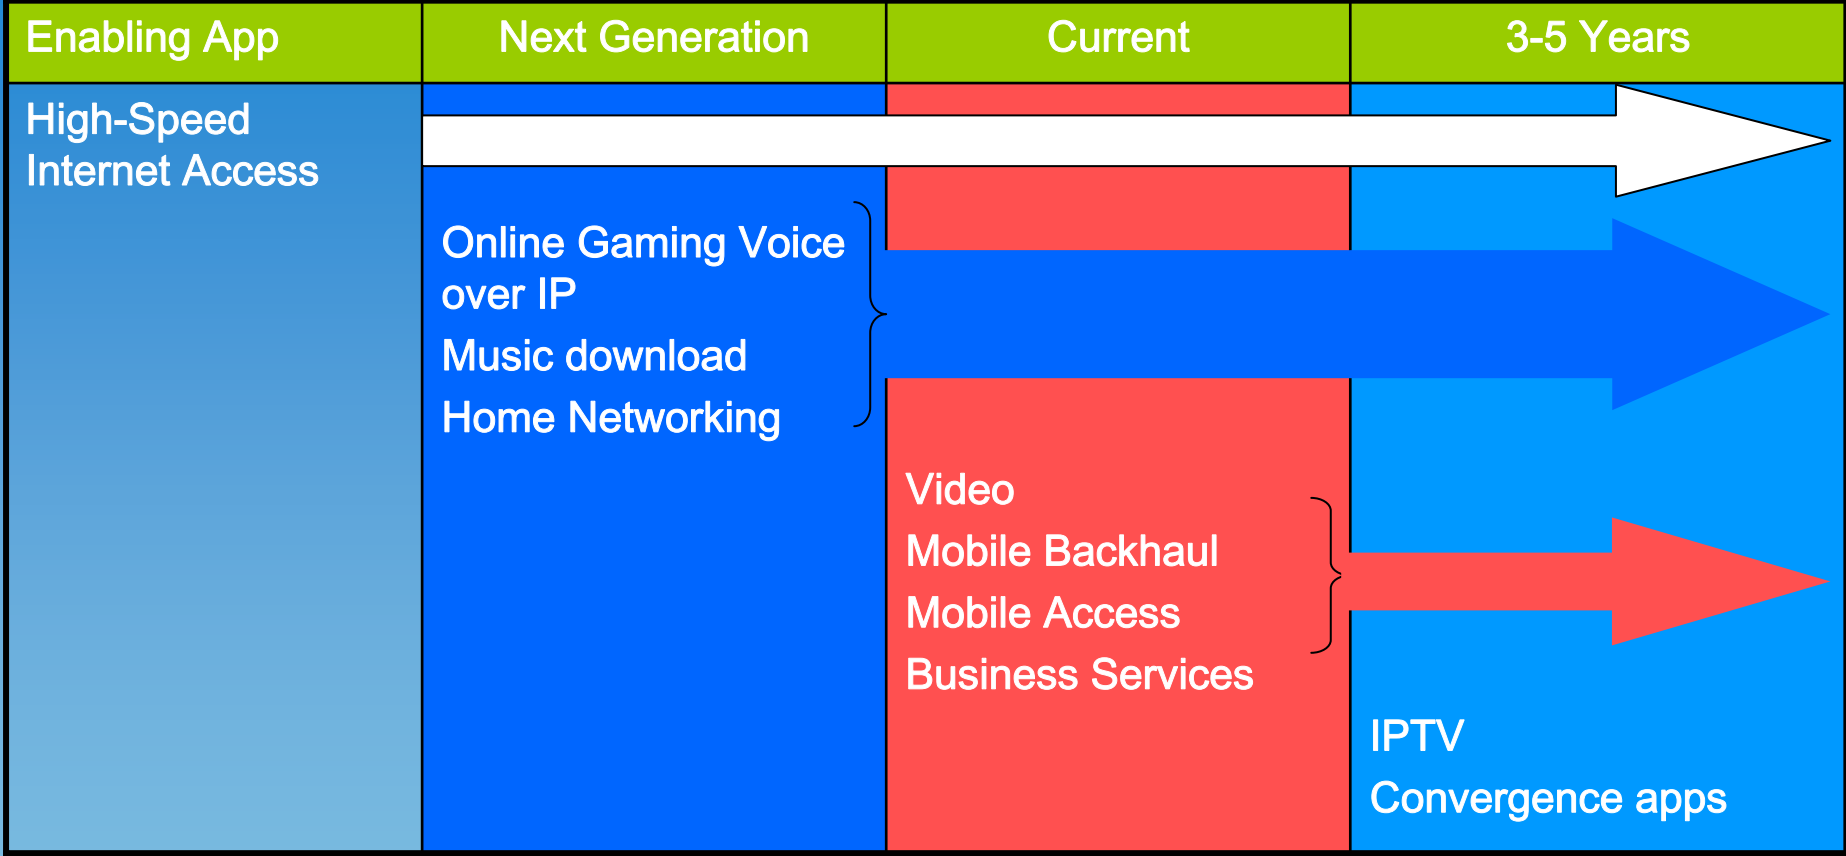 Enabling App
Next Generation
Current
3-5 Years
High-Speed
Internet Access
Online Gaming Voice
over IP
Music download
Home Networking
Video
Mobile Backhaul
Mobile Access
Business Services
IPTV
Convergence apps